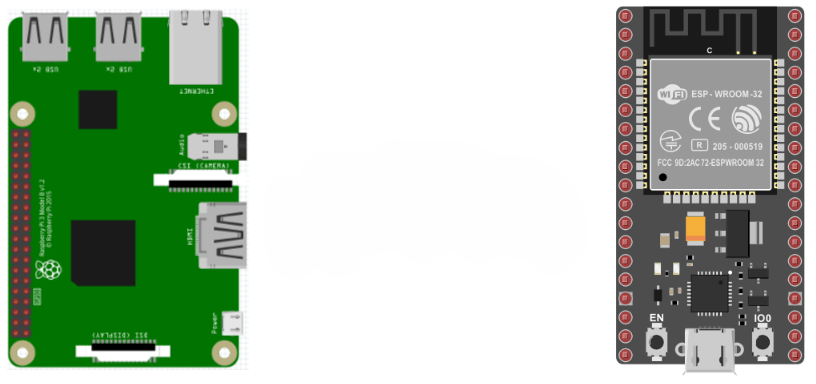 USB 2x
USB 2x
ETHERNET
Audio
CSI (CAMERA)
HDMI
Raspberry Pi 3 Model B v1.2
© Raspberry Pi 2015
GPIO
Power
DSI (DISPLAY)
C
WiFi
ESP - WROOM -32
CE
R
205 - 000519
FCC 9D:2AC72-ESPWROOM 32
EN
IO0